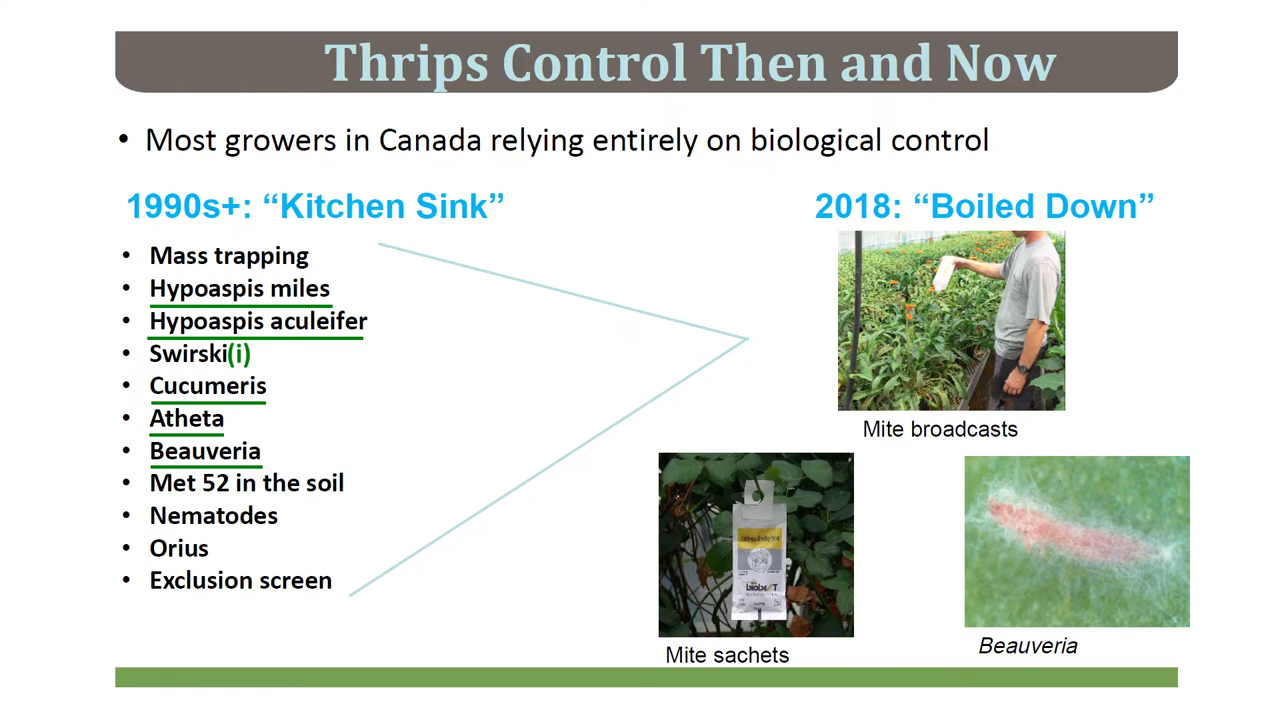 Thrips Control Then and Now
• Most growers in Canada relying entirely on biological control
1990s+: “Kitchen Sink”
• Mass trapping
• Hypoaspis miles
• Hypoaspis aculeifer
• Swirski(i)
• Cucumeris
• Atheta
• Beauveria
• Met 52 in the soil
• Nematodes
• Orius
• Exclusion screen
2018: “Boiled Down”
Mite broadcasts
Mite sachets
Beauveria